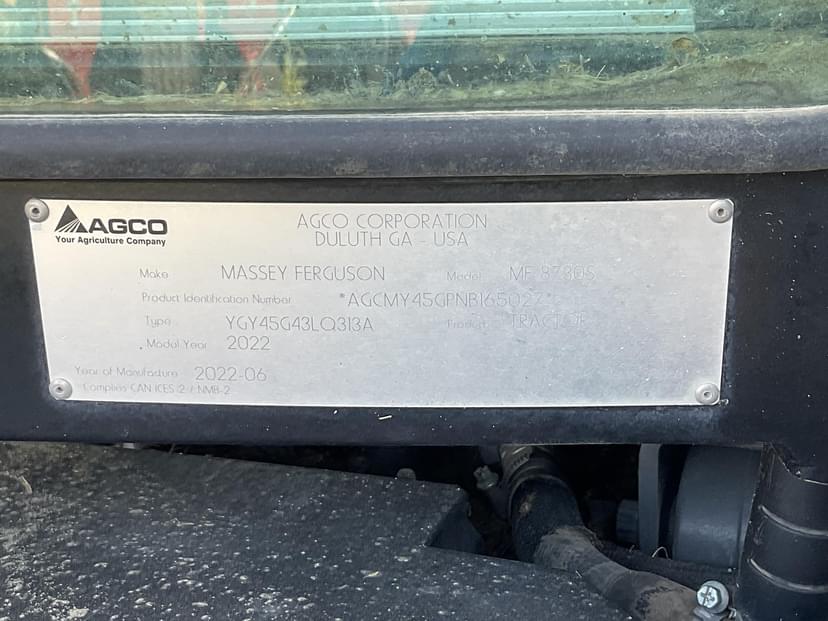 AGCO
Your Agriculture Company
AGCO CORPORATION
DULUTH GA - USA
Make MASSEY FERGUSON Model MF 8730S
Product Identification Number *AGCMY45GPNB165027*
Type YGY45G43LQ313A Product TRACTOR
Model Year 2022
Year of Manufacture 2022-06
Complies CAN ICES-2 / NMB-2